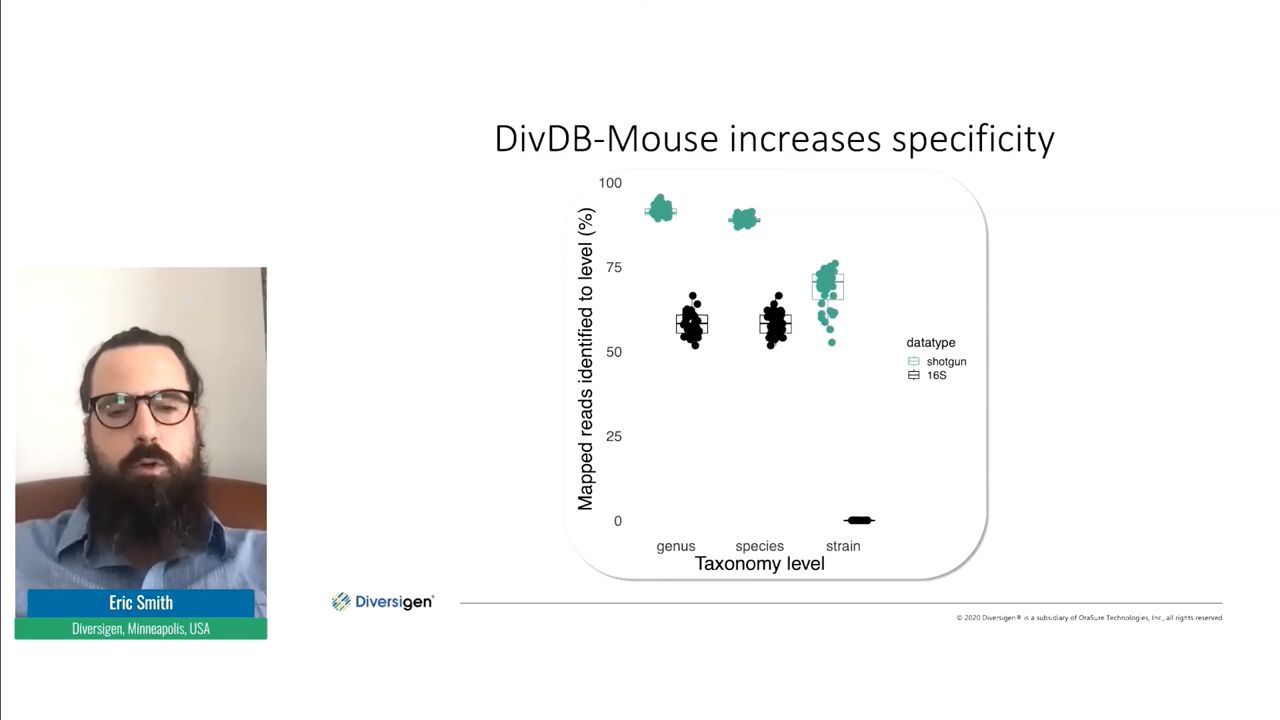 DivDB-Mouse increases specificity
Mapped reads identified to level (%)
100
75
50
25
0
genus species strain
Taxonomy level
datatype
shotgun
16S
Eric Smith
Diversigen, Minneapolis, USA
Diversigen®
© 2020 Diversigen® is a subsidiary of OraSure Technologies, Inc., all rights reserved.